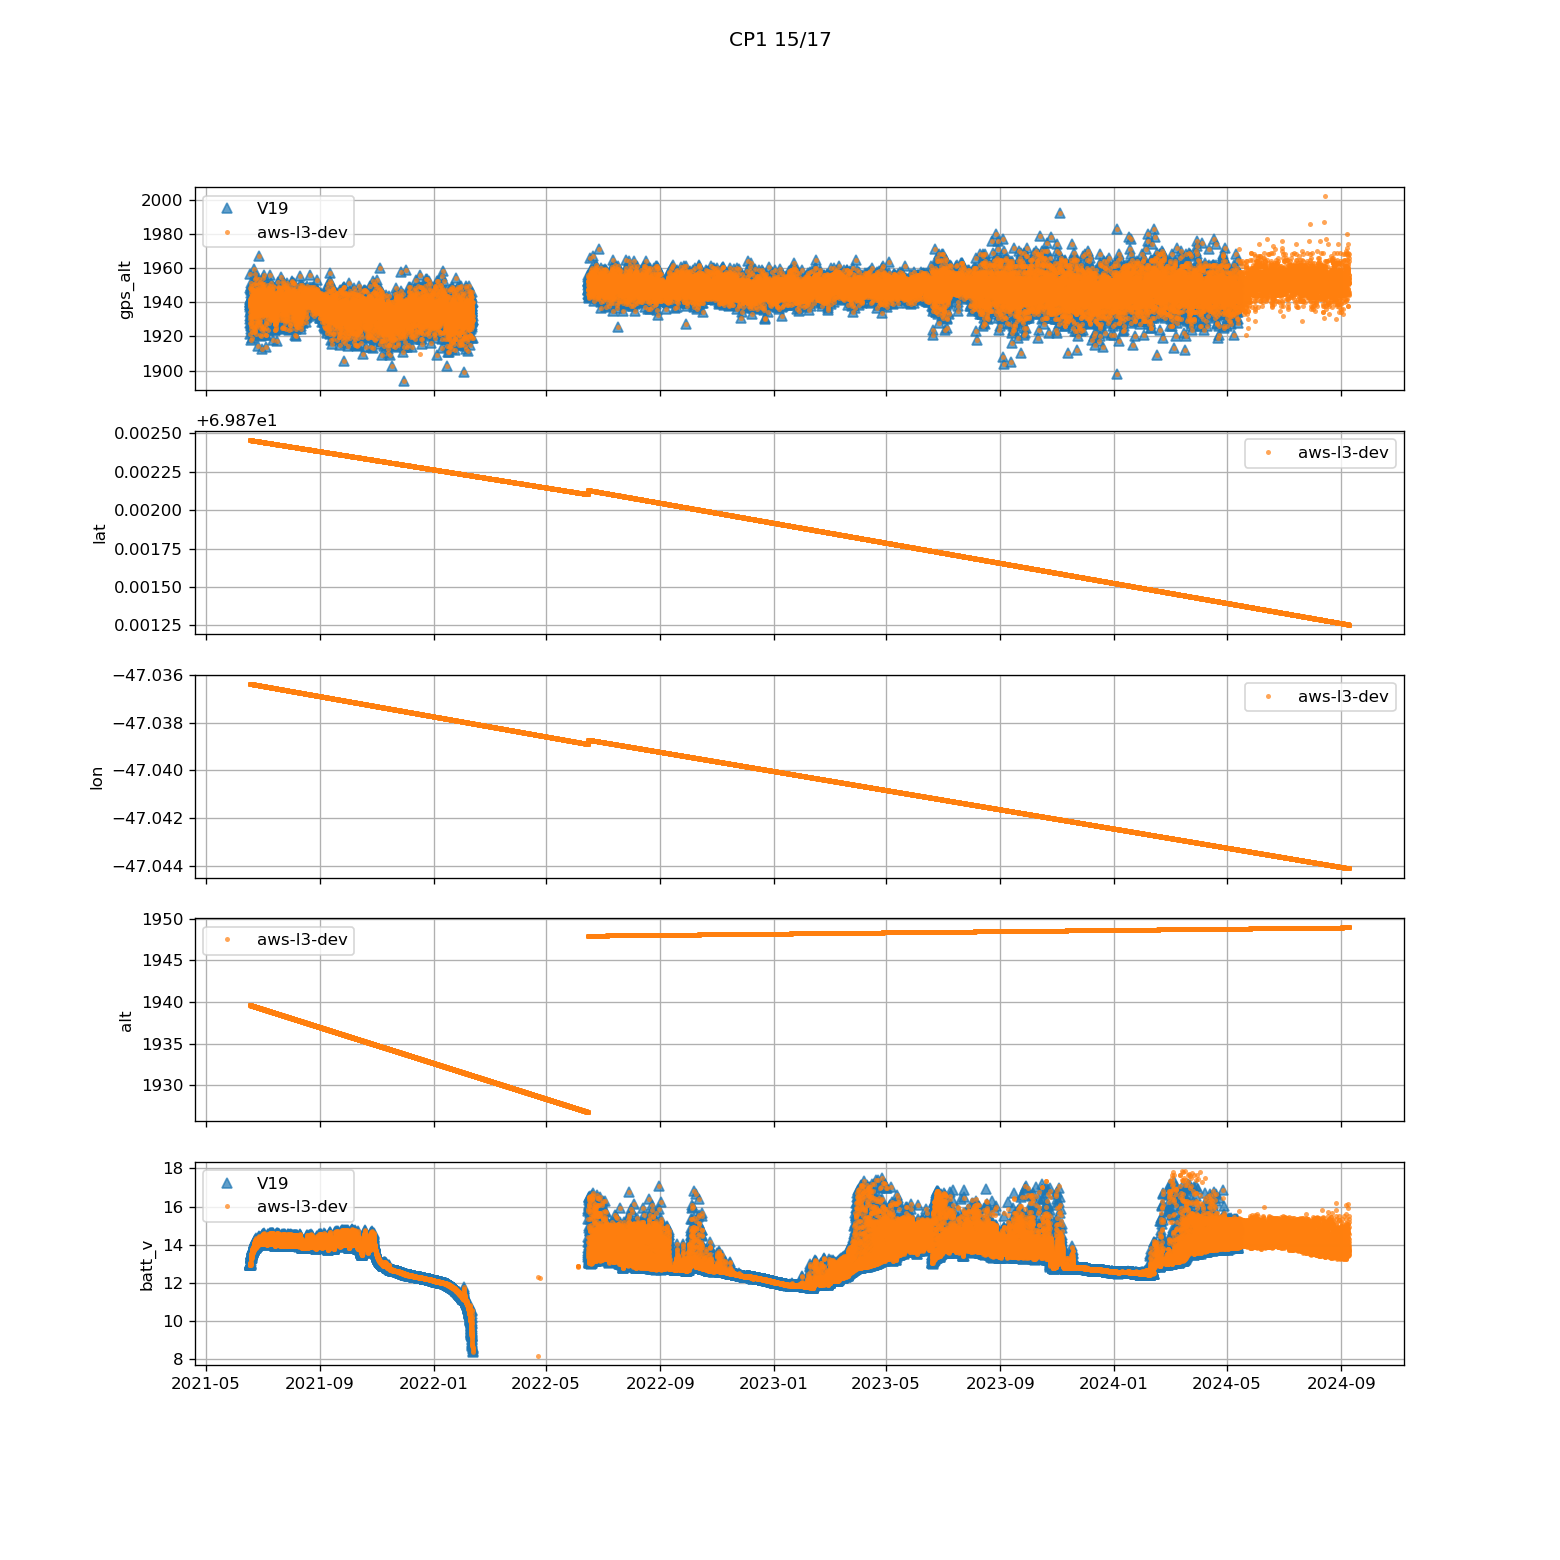 CP1 15/17
2000
1980
1960
1940
1920
1900
gps_alt
V19
aws-l3-dev
+6.987e1
0.00250
0.00225
0.00200
0.00175
0.00150
0.00125
lat
aws-l3-dev
−47.036
−47.038
−47.040
−47.042
−47.044
lon
aws-l3-dev
1950
1945
1940
1935
1930
alt
aws-l3-dev
18
16
14
12
10
8
batt_v
V19
aws-l3-dev
2021-05 2021-09 2022-01 2022-05 2022-09 2023-01 2023-05 2023-09 2024-01 2024-05 2024-09